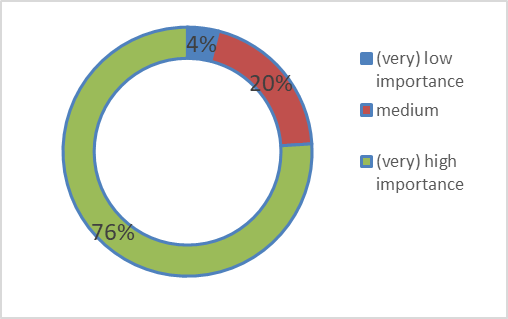 4%
20%
76%
(very) low
importance
medium
(very) high
importance